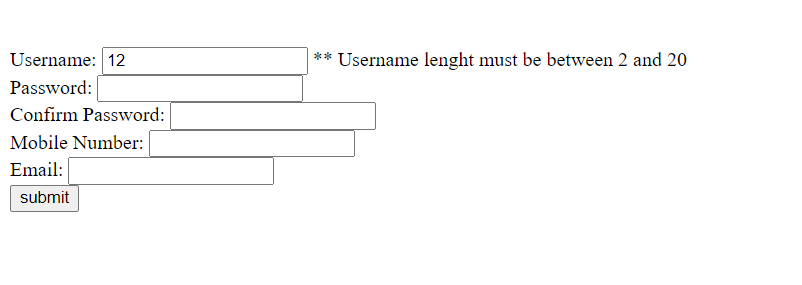 Username: 12 ** Username lenght must be between 2 and 20
Password:
Confirm Password:
Mobile Number:
Email:
submit